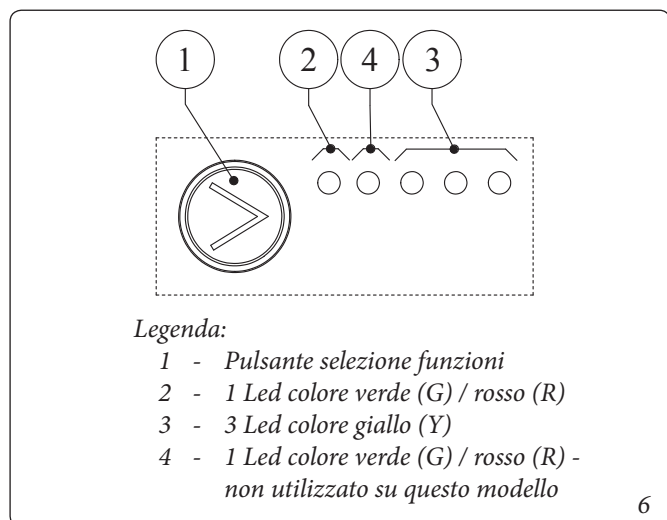 1 2 4 3
Legenda:
1 - Pulsante selezione funzioni
2 - 1 Led colore verde (G) / rosso (R)
3 - 3 Led colore giallo (Y)
4 - 1 Led colore verde (G) / rosso (R) -
non utilizzato su questo modello
6